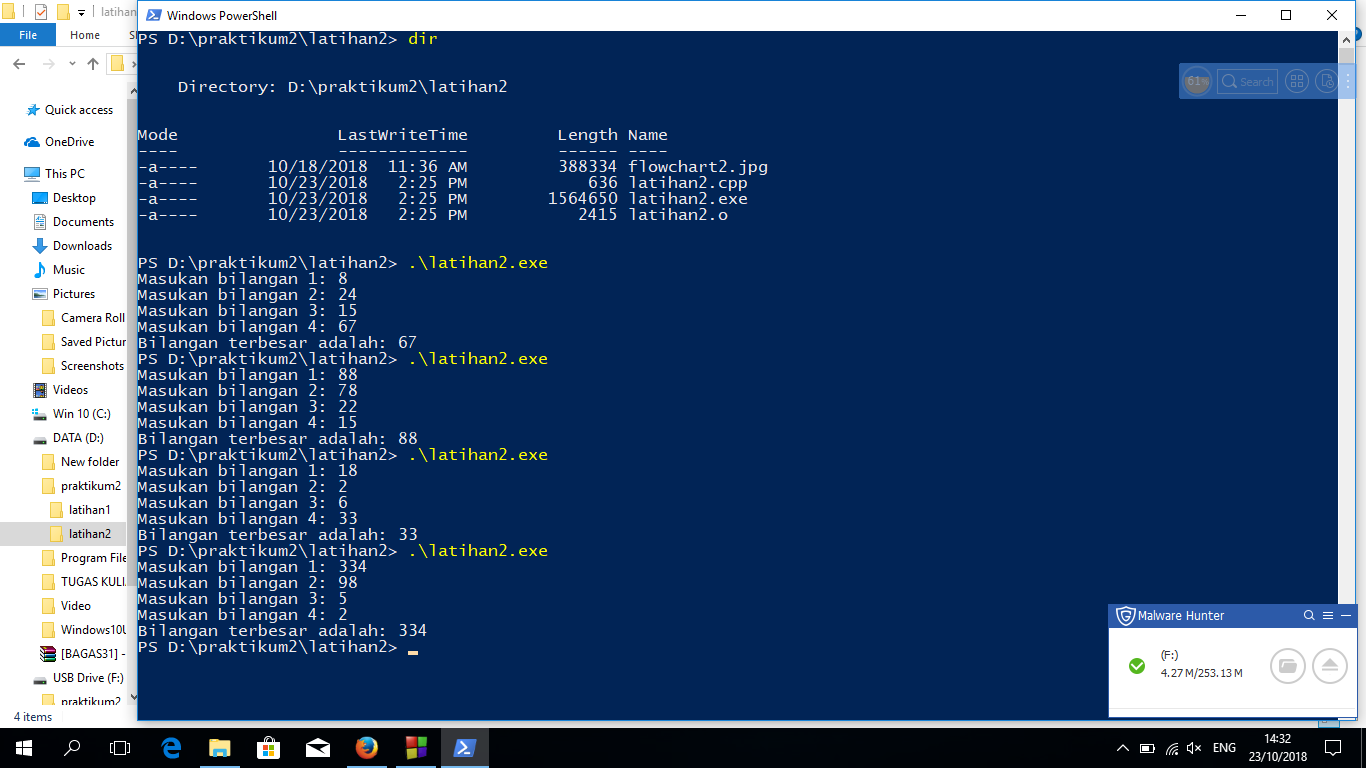 latihan
File Home
Quick access
OneDrive
This PC
Desktop
Documents
Downloads
Music
Pictures
Camera Roll
Saved Pictur
Screenshots
Videos
Win 10 (C:)
DATA (D:)
New folder
praktikum2
latihan1
latihan2
Program File
TUGAS KULI
Video
Windows10U
[BAGAS31] -
USB Drive (F:)
praktikum2
4 items
Windows PowerShell
PS D:\praktikum2\latihan2> dir
Directory: D:\praktikum2\latihan2
Mode LastWriteTime Length Name
---- ------------- ------ ----
-a---- 10/18/2018 11:36 AM 388334 flowchart2.jpg
-a---- 10/23/2018 2:25 PM 636 latihan2.cpp
-a---- 10/23/2018 2:25 PM 1564650 latihan2.exe
-a---- 10/23/2018 2:25 PM 2415 latihan2.o
PS D:\praktikum2\latihan2> .\latihan2.exe
Masukan bilangan 1: 8
Masukan bilangan 2: 24
Masukan bilangan 3: 15
Masukan bilangan 4: 67
Bilangan terbesar adalah: 67
PS D:\praktikum2\latihan2> .\latihan2.exe
Masukan bilangan 1: 88
Masukan bilangan 2: 78
Masukan bilangan 3: 22
Masukan bilangan 4: 15
Bilangan terbesar adalah: 88
PS D:\praktikum2\latihan2> .\latihan2.exe
Masukan bilangan 1: 18
Masukan bilangan 2: 2
Masukan bilangan 3: 6
Masukan bilangan 4: 33
Bilangan terbesar adalah: 33
PS D:\praktikum2\latihan2> .\latihan2.exe
Masukan bilangan 1: 334
Masukan bilangan 2: 98
Masukan bilangan 3: 5
Masukan bilangan 4: 2
Bilangan terbesar adalah: 334
PS D:\praktikum2\latihan2>
61% Search
Malware Hunter
(F:)
4.27 M/253.13 M
ENG
14:32
23/10/2018